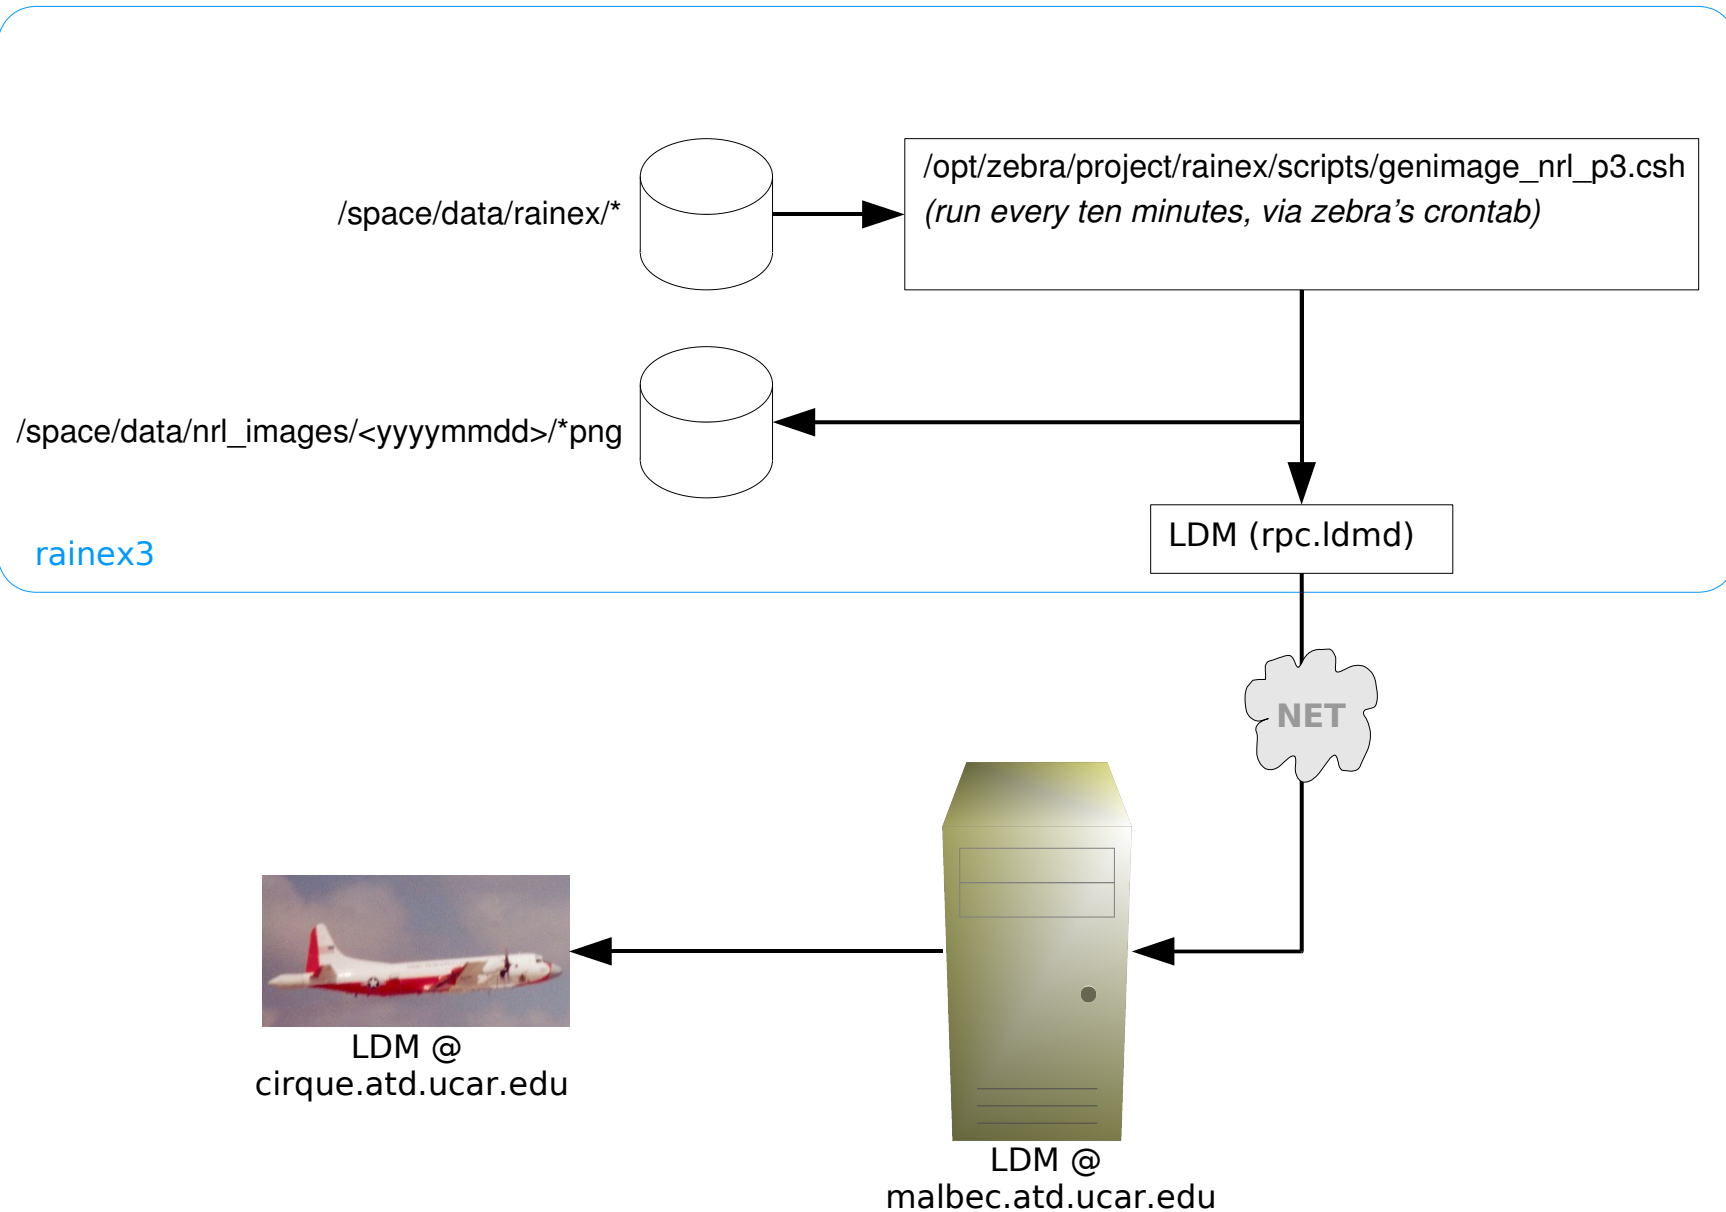 /opt/zebra/project/rainex/scripts/genimage_nrl_p3.csh
(run every ten minutes, via zebra's crontab)
/space/data/rainex/*
/space/data/nrl_images/<yyyymmdd>/*png
LDM (rpc.ldmd)
rainex3
NET
LDM @
cirque.atd.ucar.edu
LDM @
malbec.atd.ucar.edu